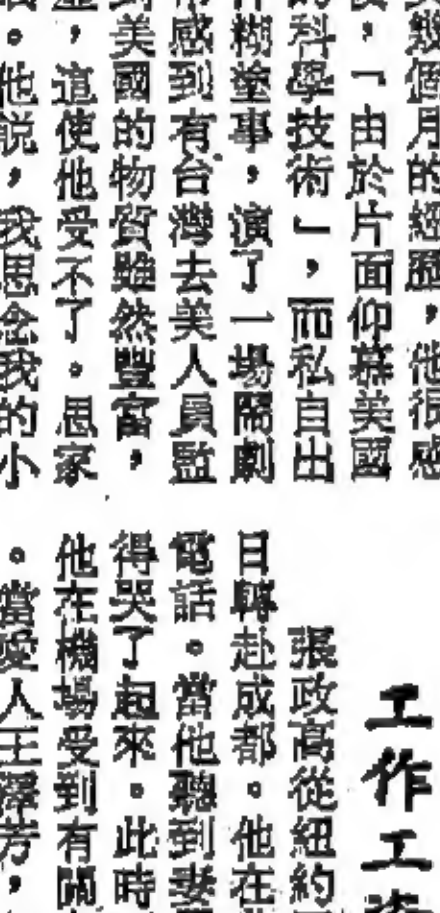 幾個月的經歷，他很感
，「由於片面仰慕美國
科學技術」，而私自出
糊塗事，演了一場鬧劇
感到有台灣去美人員監
美國的物質雖然豐富，
，這使他受不了。思家
。他說，我思念我的小
工作工
張政高從紐約
日轉赴成都。他在
電話。當他聽到妻
得哭了起來。此時
他在機場受到有關
。當愛人王澤芳，